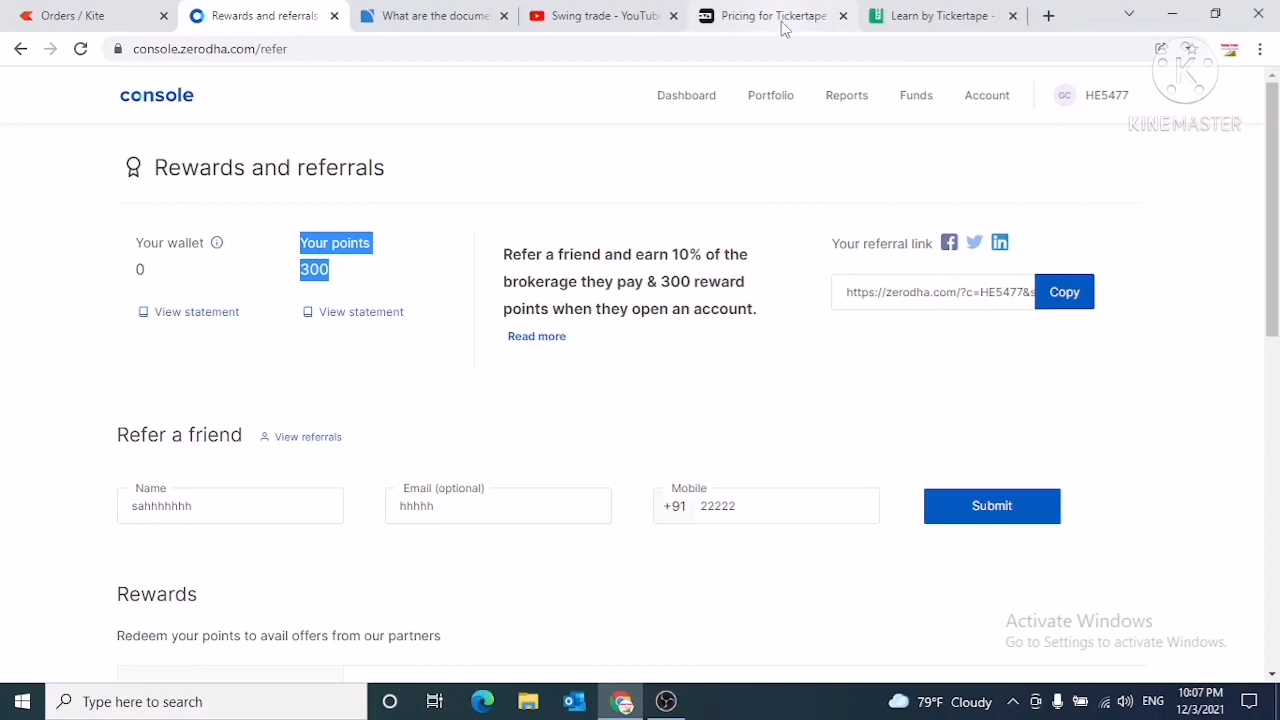 Orders / Kite
Rewards and referrals
What are the docume
Swing trade - YouTube
Pricing for Tickertape
Learn by Tickertape -
console.zerodha.com/refer
console
Dashboard
Portfolio
Reports
Funds
Account
GC
HE5477
K
KINEMASTER
Rewards and referrals
Your wallet
0
View statement
Your points
300
View statement
Refer a friend and earn 10% of the
brokerage they pay & 300 reward
points when they open an account.
Read more
Your referral link
https://zerodha.com/?c=HE5477&s
Copy
Refer a friend
View referrals
Name
sahhhhhhh
Email (optional)
hhhhh
Mobile
+91 22222
Submit
Rewards
Redeem your points to avail offers from our partners
Activate Windows
Go to Settings to activate Windows.
Type here to search
79°F Cloudy
ENG
10:07 PM
12/3/2021